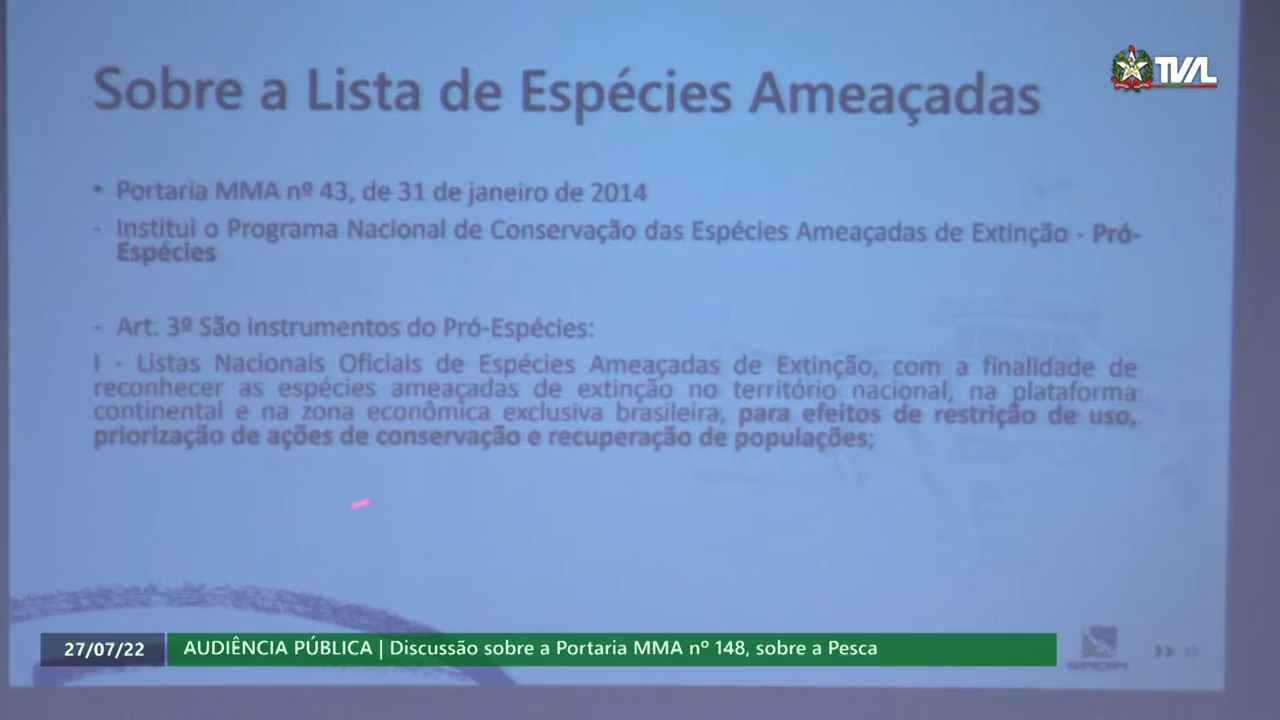 Sobre a Lista de Espécies Ameaçadas
TVAL
• Portaria MMA nº 43, de 31 de janeiro de 2014
- Institui o Programa Nacional de Conservação das Espécies Ameaçadas de Extinção - Pró-
Espécies
- Art. 3º São Instrumentos do Pró-Espécies:
I - Listas Nacionais Oficiais de Espécies Ameaçadas de Extinção, com a finalidade de
reconhecer as espécies ameaçadas de extinção no território nacional, na plataforma
continental e na zona econômica exclusiva brasileira, para efeitos de restrição de uso,
priorização de ações de conservação e recuperação de populações;
27/07/22
AUDIÊNCIA PÚBLICA | Discussão sobre a Portaria MMA nº 148, sobre a Pesca